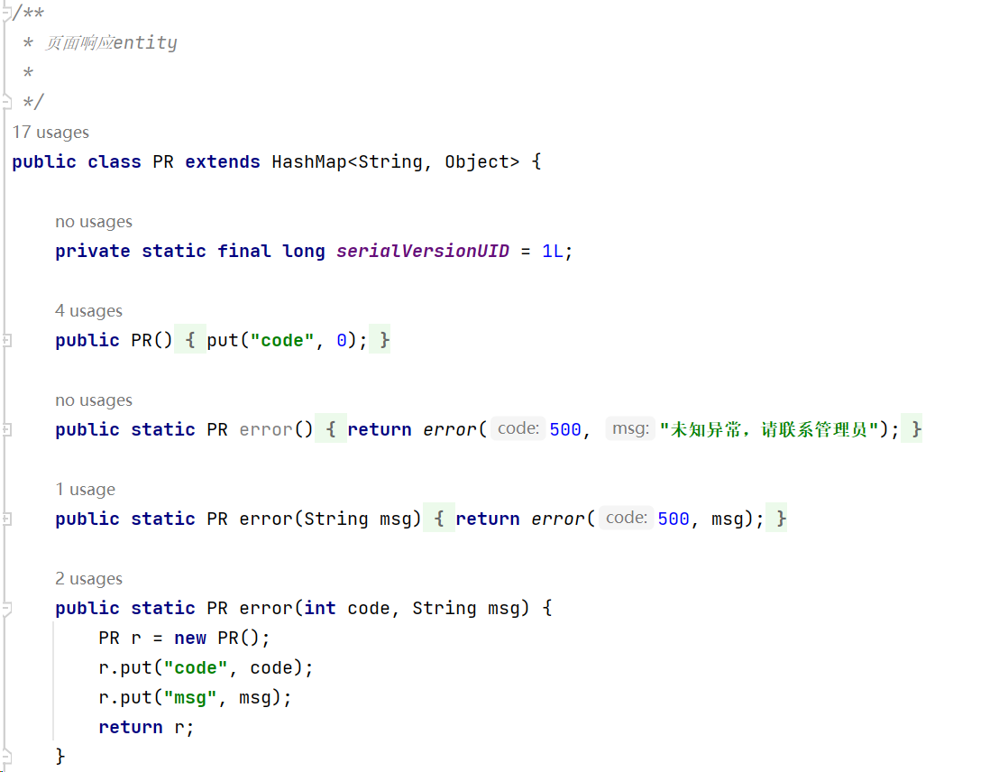 /**
 * 页面响应entity
 *
 */
17 usages
public class PR extends HashMap<String, Object> {
no usages
private static final long serialVersionUID = 1L;
4 usages
public PR() { put("code", 0); }
no usages
public static PR error() { return error( code: 500, msg: "未知异常，请联系管理员"); }
1 usage
public static PR error(String msg) { return error( code: 500, msg); }
2 usages
public static PR error(int code, String msg) {
PR r = new PR();
r.put("code", code);
r.put("msg", msg);
return r;
}